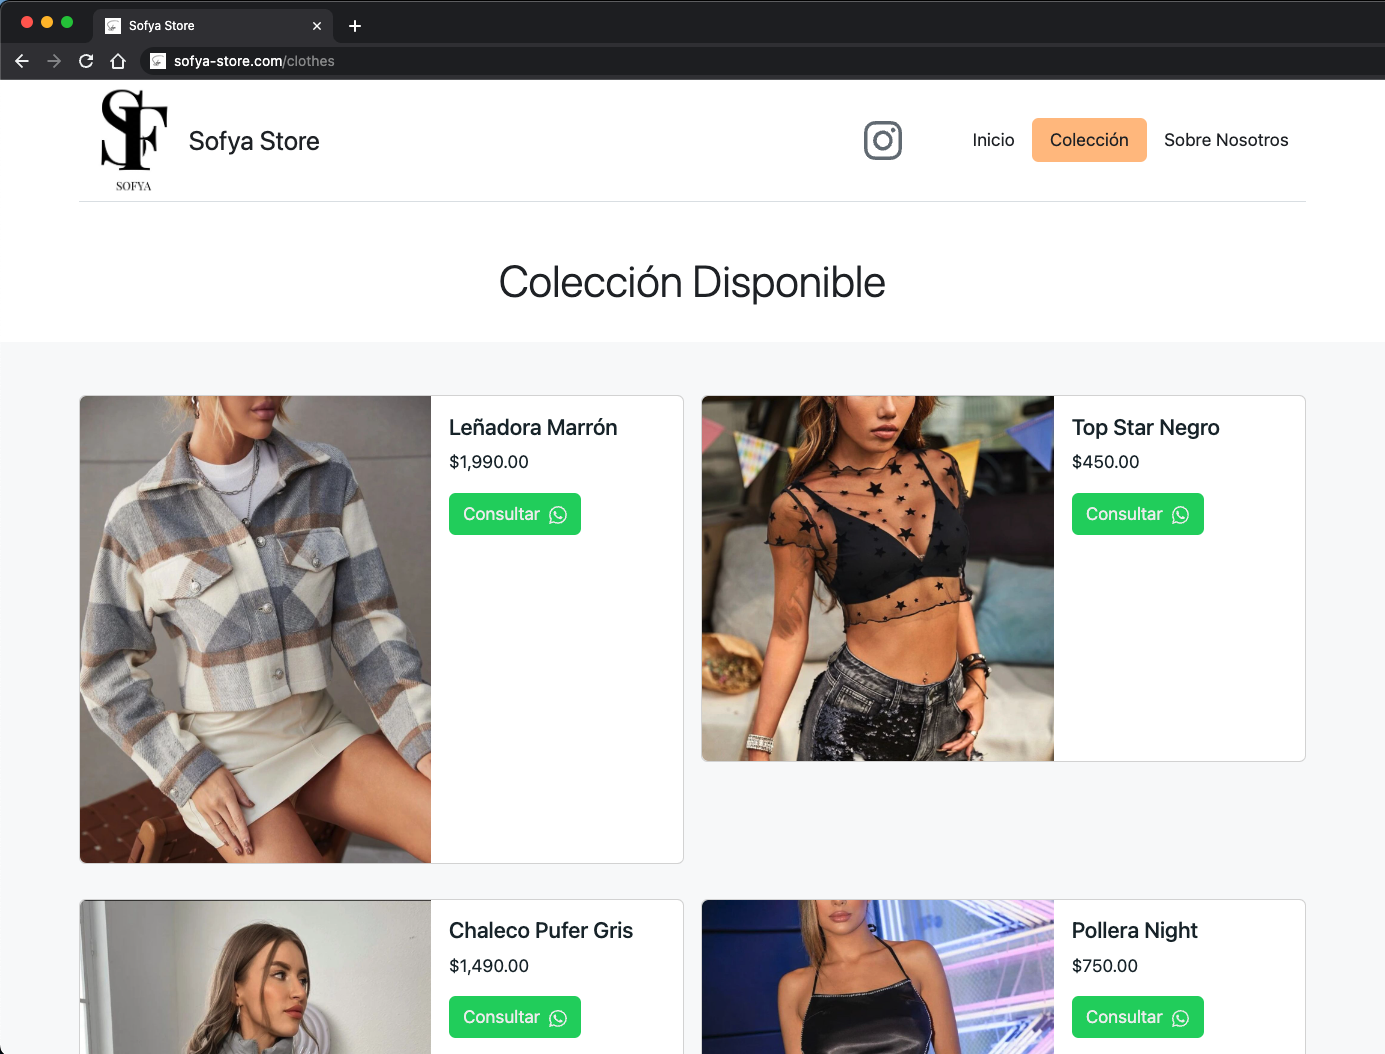 Sofya Store
sofya-store.com/clothes
SF
SOFYA
Sofya Store
Inicio
Colección
Sobre Nosotros
Colección Disponible
Leñadora Marrón
$1,990.00
Consultar
Top Star Negro
$450.00
Consultar
Chaleco Pufer Gris
$1,490.00
Consultar
Pollera Night
$750.00
Consultar